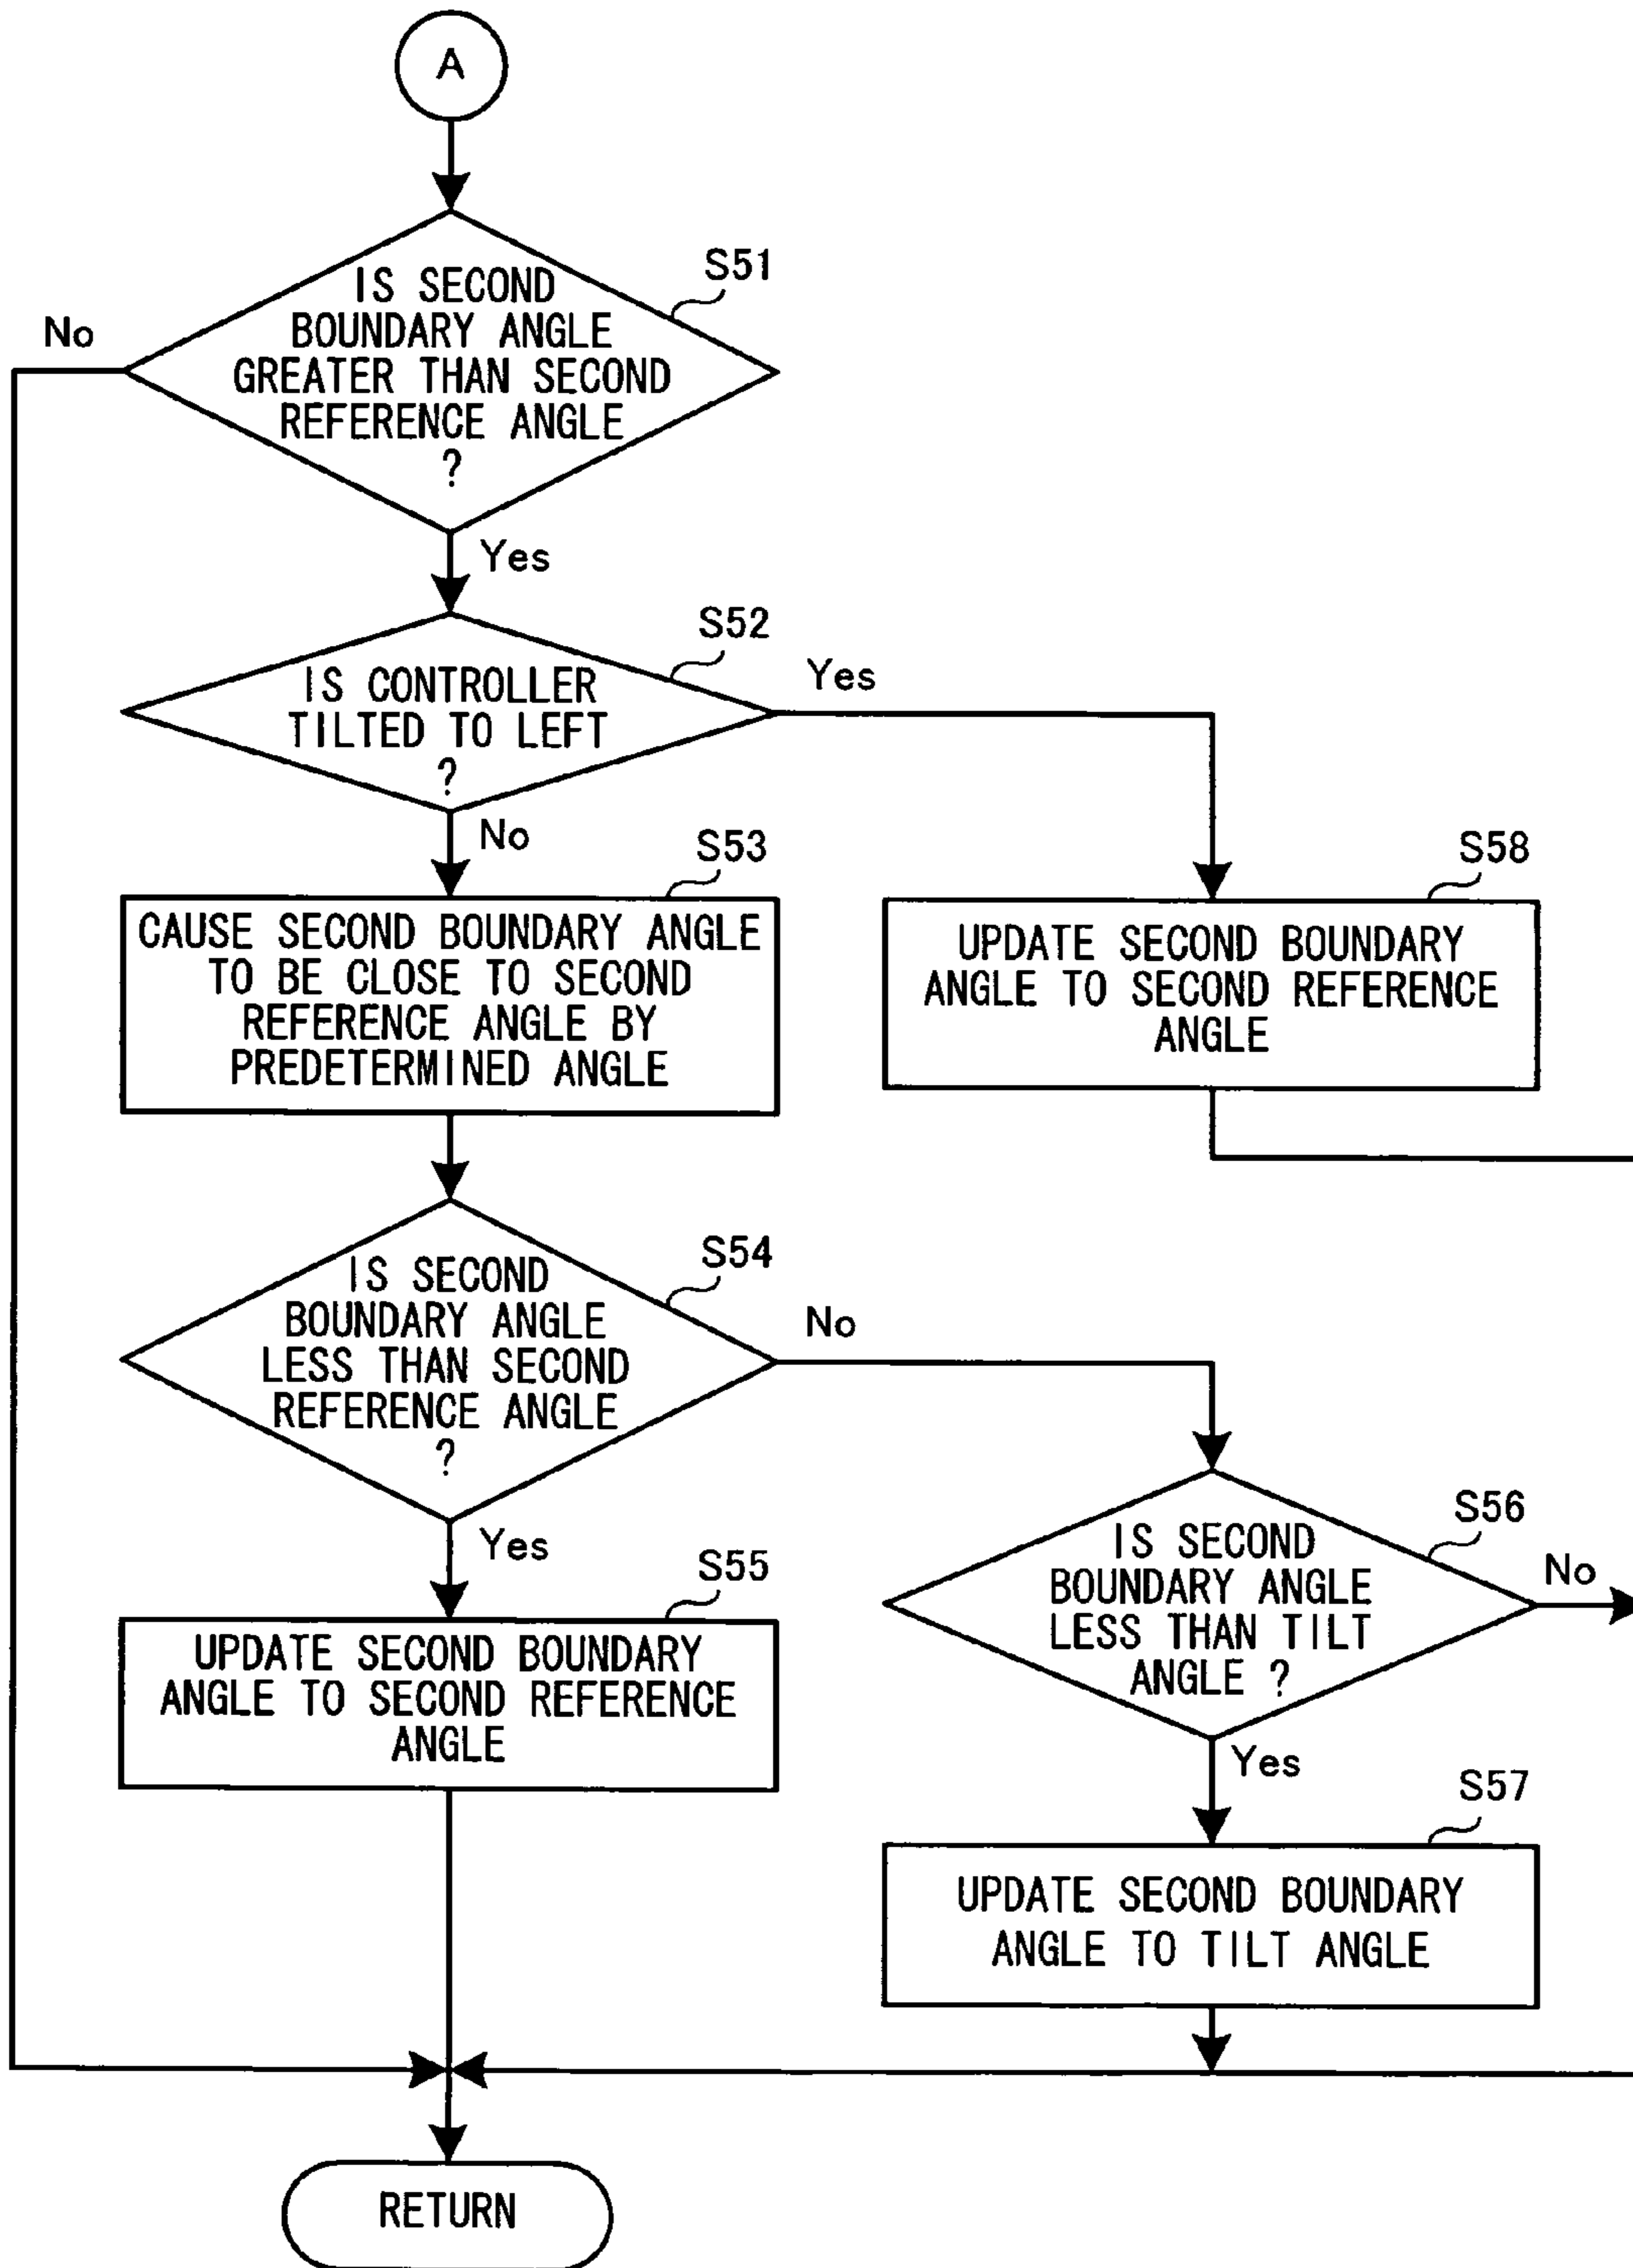 A
S51
IS SECOND
BOUNDARY ANGLE
GREATER THAN SECOND
REFERENCE ANGLE
?
No
Yes
S52
IS CONTROLLER
TILTED TO LEFT
?
Yes
No
S53
CAUSE SECOND BOUNDARY ANGLE
TO BE CLOSE TO SECOND
REFERENCE ANGLE BY
PREDETERMINED ANGLE
S58
UPDATE SECOND BOUNDARY
ANGLE TO SECOND REFERENCE
ANGLE
S54
IS SECOND
BOUNDARY ANGLE
LESS THAN SECOND
REFERENCE ANGLE
?
No
Yes
S55
UPDATE SECOND BOUNDARY
ANGLE TO SECOND REFERENCE
ANGLE
S56
IS SECOND
BOUNDARY ANGLE
LESS THAN TILT
ANGLE ?
No
Yes
S57
UPDATE SECOND BOUNDARY
ANGLE TO TILT ANGLE
RETURN